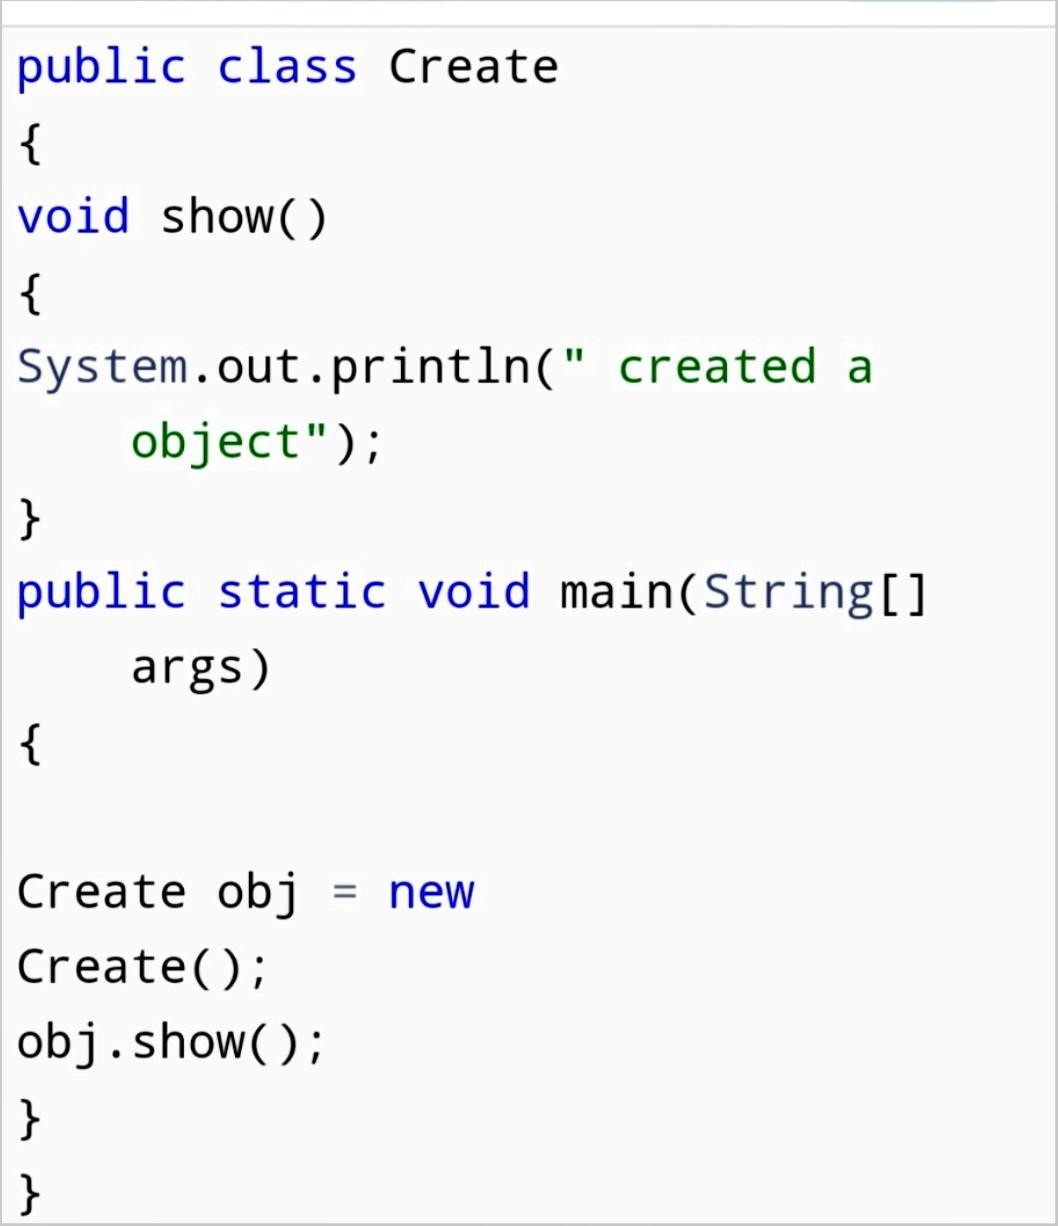 public class Create
{
void show()
{
System.out.println(" created a
object");
}
public static void main(String[]
args)
{
Create obj = new
Create();
obj.show();
}
}